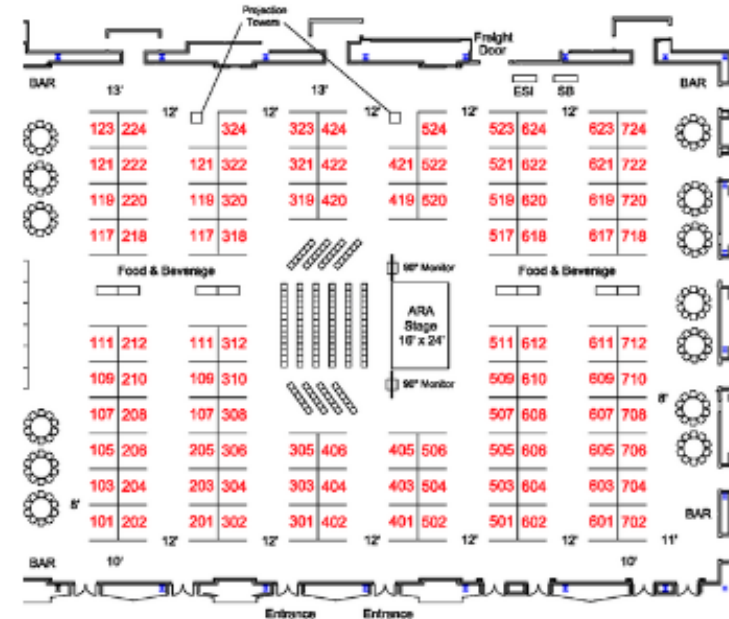 Projection
Towers
Freight
Door
BAR
BAR
13'
13'
ESI SB
12' 12' 12' 12' 12'
123 224 324 323 424 524 523 624 623 724
121 222 121 322 321 422 421 522 521 622 621 722
119 220 119 320 319 420 419 520 519 620 619 720
117 218 117 318 517 618 617 718
Food & Beverage
90" Monitor
Food & Beverage
ARA
Stage
16' x 24'
111 212 111 312 511 612 611 712
109 210 109 310 509 610 609 710
90" Monitor
107 208 107 308 507 608 607 708
8'
105 206 205 306 305 406 405 506 505 606 605 706
103 204 203 304 303 404 403 504 503 604 603 704
8'
101 202 201 302 301 402 401 502 501 602 601 702
BAR
12' 12' 12' 12' 12' 11'
BAR
10'
10'
Entrance Entrance